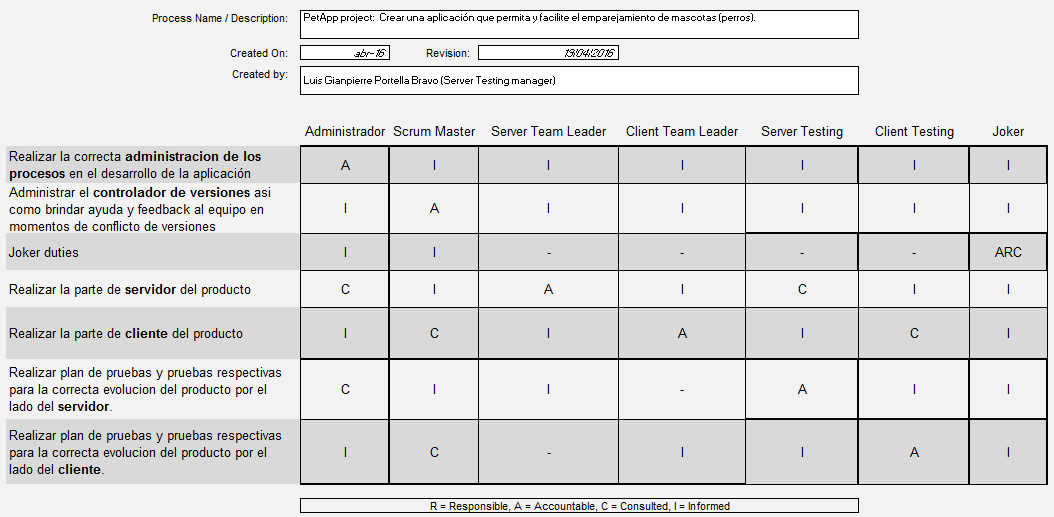 Process Name / Description: PetApp project: Crear una aplicación que permita y facilite el emparejamiento de mascotas (perros).
Created On: abr-16 Revision: 19/04/2016
Created by: Luis Gianpierre Portella Bravo (Server Testing manager)
Administrador Scrum Master Server Team Leader Client Team Leader Server Testing Client Testing Joker
Realizar la correcta administracion de los
procesos en el desarrollo de la aplicación
A I I I I I I
Administrar el controlador de versiones asi
como brindar ayuda y feedback al equipo en
momentos de conflicto de versiones
I A I I I I I
Joker duties I I - - - - ARC
Realizar la parte de servidor del producto C I A I C I I
Realizar la parte de cliente del producto I C I A I C I
Realizar plan de pruebas y pruebas respectivas
para la correcta evolucion del producto por el
lado del servidor.
C I I - A I I
Realizar plan de pruebas y pruebas respectivas
para la correcta evolucion del producto por el
lado del cliente.
I C - I I A I
R = Responsible, A = Accountable, C = Consulted, I = Informed